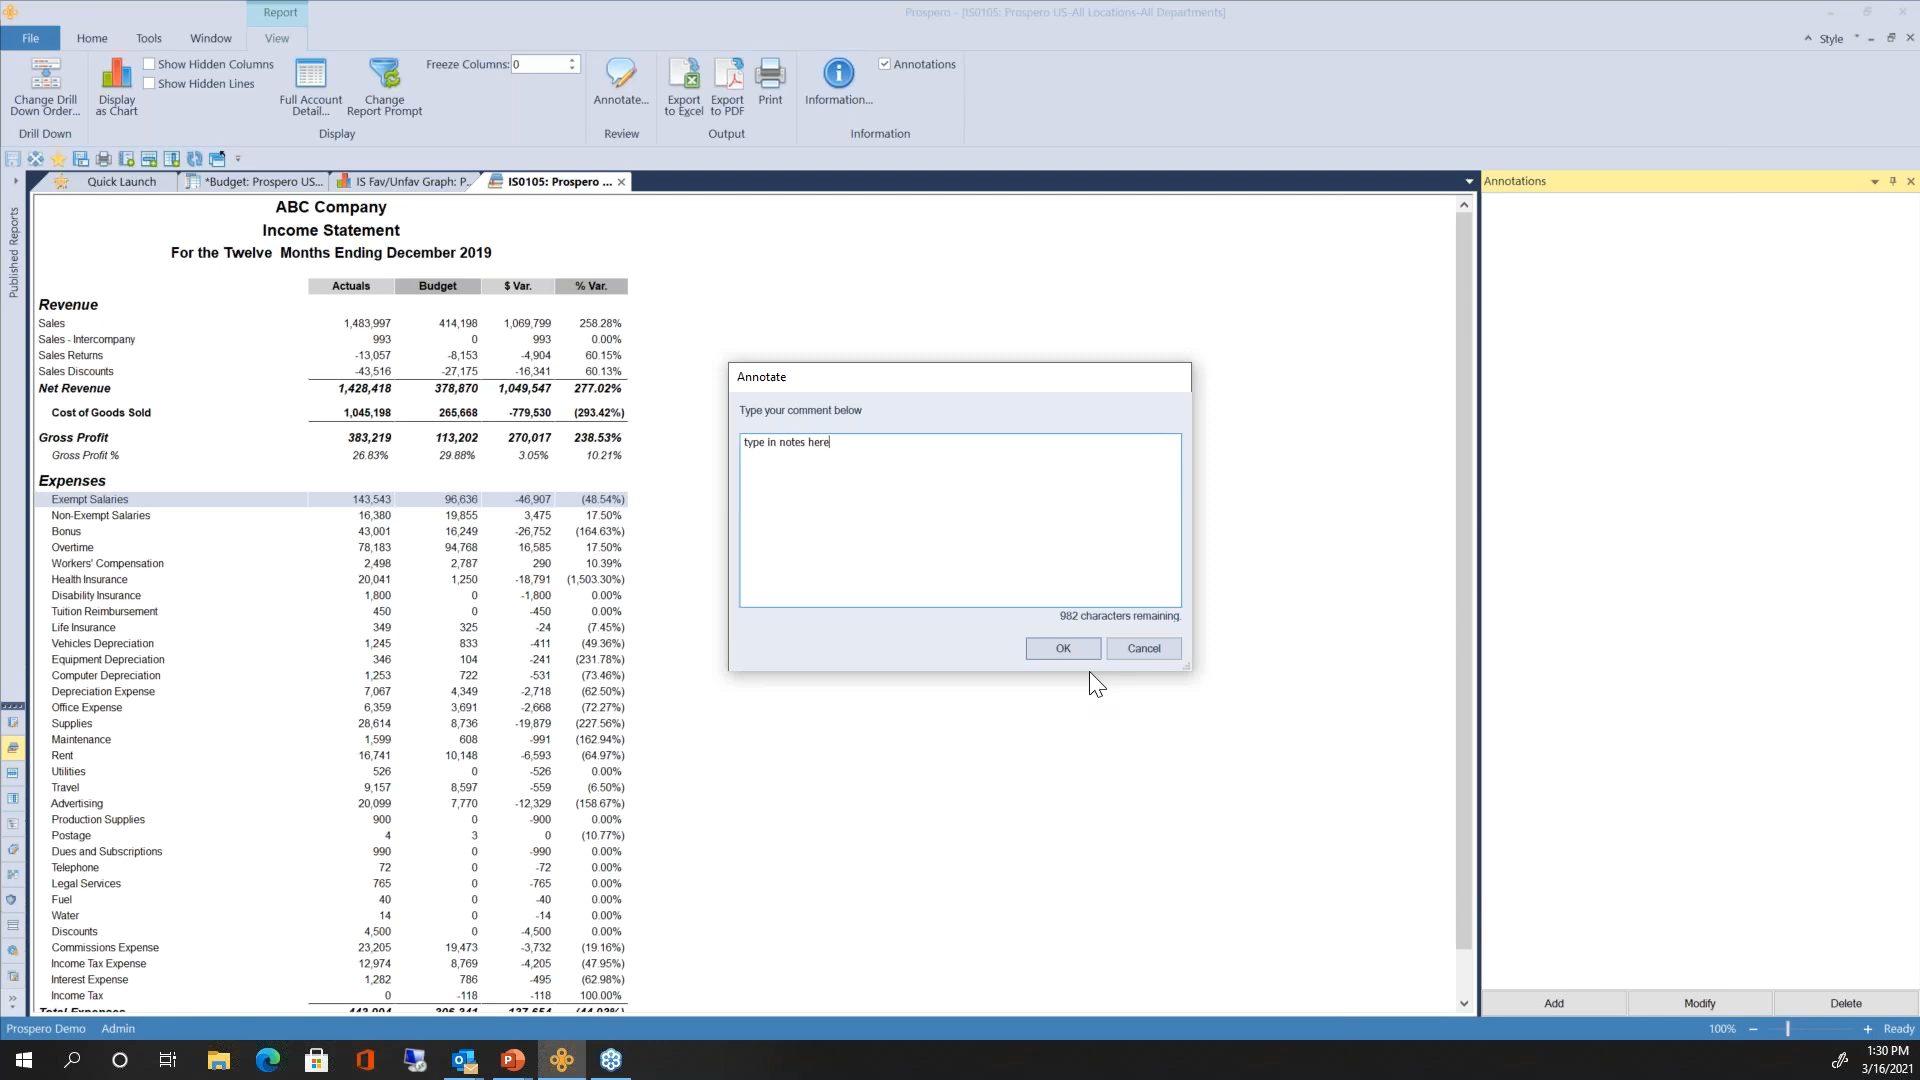 Report
Prospero - [IS0105: Prospero US-All Locations-All Departments]
File Home Tools Window View Style
Change Drill Down Order...
Display as Chart
Show Hidden Columns
Show Hidden Lines
Full Account Detail...
Change Report Prompt
Freeze Columns: 0
Annotate...
Export to Excel
Export to PDF
Print
Information...
Annotations
Drill Down Display Review Output Information
Quick Launch *Budget: Prospero US... IS Fav/Unfav Graph: P... IS0105: Prospero ... Annotations
Published Reports
ABC Company
Income Statement
For the Twelve Months Ending December 2019
Actuals Budget $ Var. % Var.
Revenue
Sales 1,483,997 414,198 1,069,799 258.28%
Sales - Intercompany 993 0 993 0.00%
Sales Returns -13,057 -8,153 -4,904 60.15%
Sales Discounts -43,516 -27,175 -16,341 60.13%
Net Revenue 1,428,418 378,870 1,049,547 277.02%
Cost of Goods Sold 1,045,198 265,668 -779,530 (293.42%)
Gross Profit 383,219 113,202 270,017 238.53%
Gross Profit % 26.83% 29.88% 3.05% 10.21%
Expenses
Exempt Salaries 143,543 96,636 -46,907 (48.54%)
Non-Exempt Salaries 16,380 19,855 3,475 17.50%
Bonus 43,001 16,249 -26,752 (164.63%)
Overtime 78,183 94,768 16,585 17.50%
Workers' Compensation 2,498 2,787 290 10.39%
Health Insurance 20,041 1,250 -18,791 (1,503.30%)
Disability Insurance 1,800 0 -1,800 0.00%
Tuition Reimbursement 450 0 -450 0.00%
Life Insurance 349 325 -24 (7.45%)
Vehicles Depreciation 1,245 833 -411 (49.36%)
Equipment Depreciation 346 104 -241 (231.78%)
Computer Depreciation 1,253 722 -531 (73.46%)
Depreciation Expense 7,067 4,349 -2,718 (62.50%)
Office Expense 6,359 3,691 -2,668 (72.27%)
Supplies 28,614 8,736 -19,879 (227.56%)
Maintenance 1,599 608 -991 (162.94%)
Rent 16,741 10,148 -6,593 (64.97%)
Utilities 526 0 -526 0.00%
Travel 9,157 8,597 -559 (6.50%)
Advertising 20,099 7,770 -12,329 (158.67%)
Production Supplies 900 0 -900 0.00%
Postage 4 3 0 (10.77%)
Dues and Subscriptions 990 0 -990 0.00%
Telephone 72 0 -72 0.00%
Legal Services 765 0 -765 0.00%
Fuel 40 0 -40 0.00%
Water 14 0 -14 0.00%
Discounts 4,500 0 -4,500 0.00%
Commissions Expense 23,205 19,473 -3,732 (19.16%)
Income Tax Expense 12,974 8,769 -4,205 (47.95%)
Interest Expense 1,282 786 -495 (62.98%)
Income Tax 0 -118 -118 100.00%
Total Expenses
Annotate
Type your comment below
type in notes here
982 characters remaining.
OK Cancel
Add Modify Delete
Prospero Demo Admin 100% Ready
1:30 PM
3/16/2021